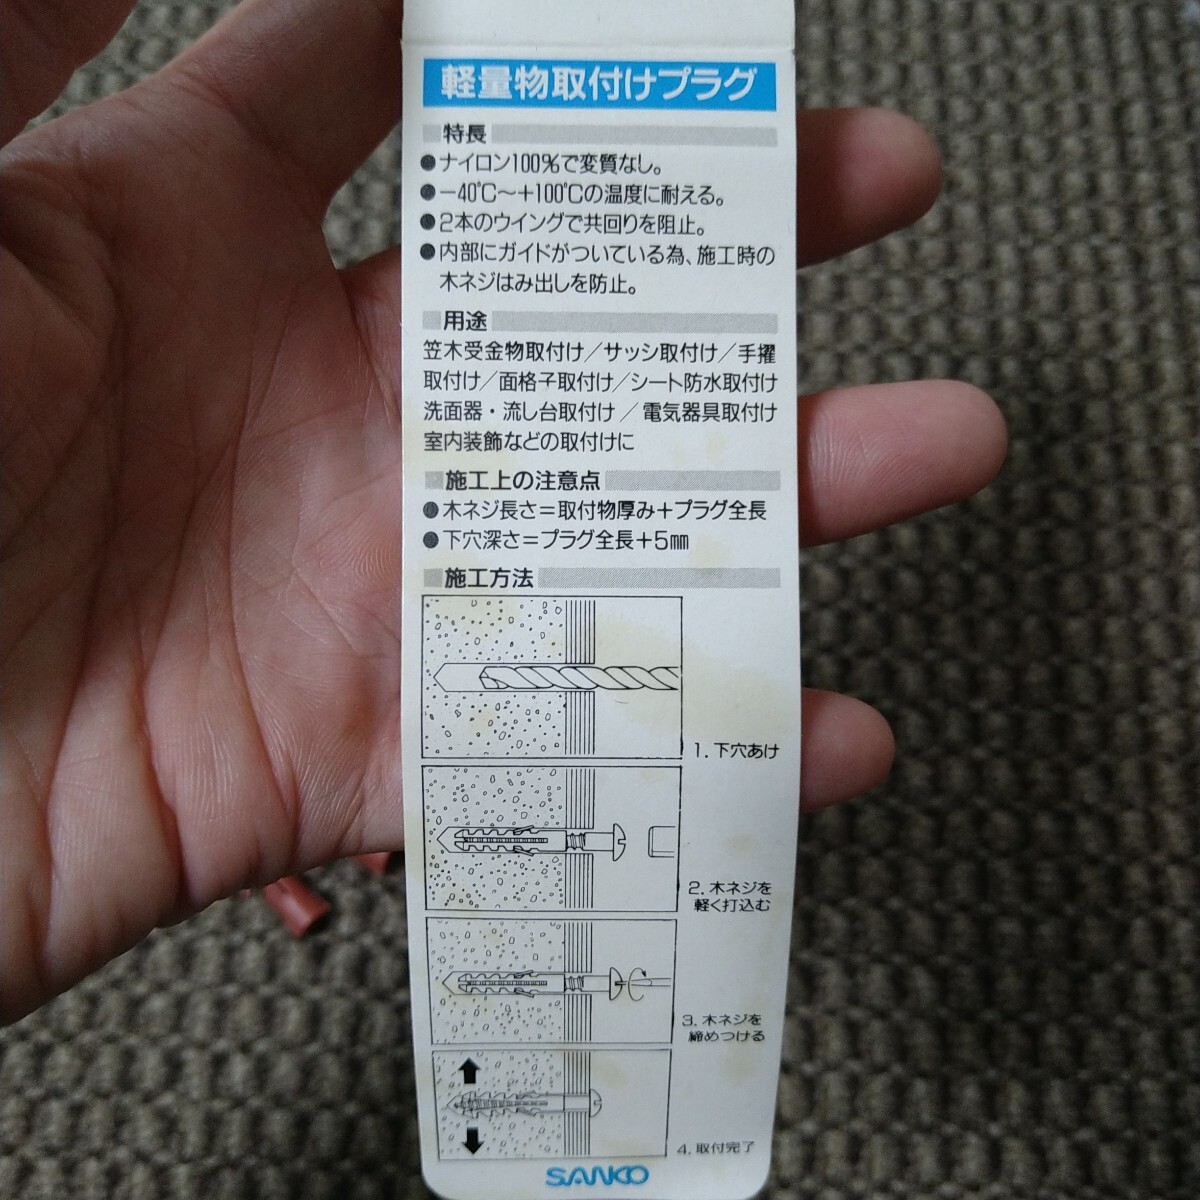 軽量物取付けプラグ
特長
●ナイロン100%で変質なし。
●−40℃〜+100℃の温度に耐える。
●2本のウイングで共回りを阻止。
●内部にガイドがついている為、施工時の
木ネジはみ出しを防止。
用途
笠木受金物取付け/サッシ取付け/手摺
取付け/面格子取付け/シート防水取付け
洗面器・流し台取付け/電気器具取付け
室内装飾などの取付けに
施工上の注意点
●木ネジ長さ=取付物厚み+プラグ全長
●下穴深さ=プラグ全長+5㎜
施工方法
1. 下穴あけ
2. 木ネジを
軽く打込む
3. 木ネジを
締めつける
4. 取付完了
SANKO